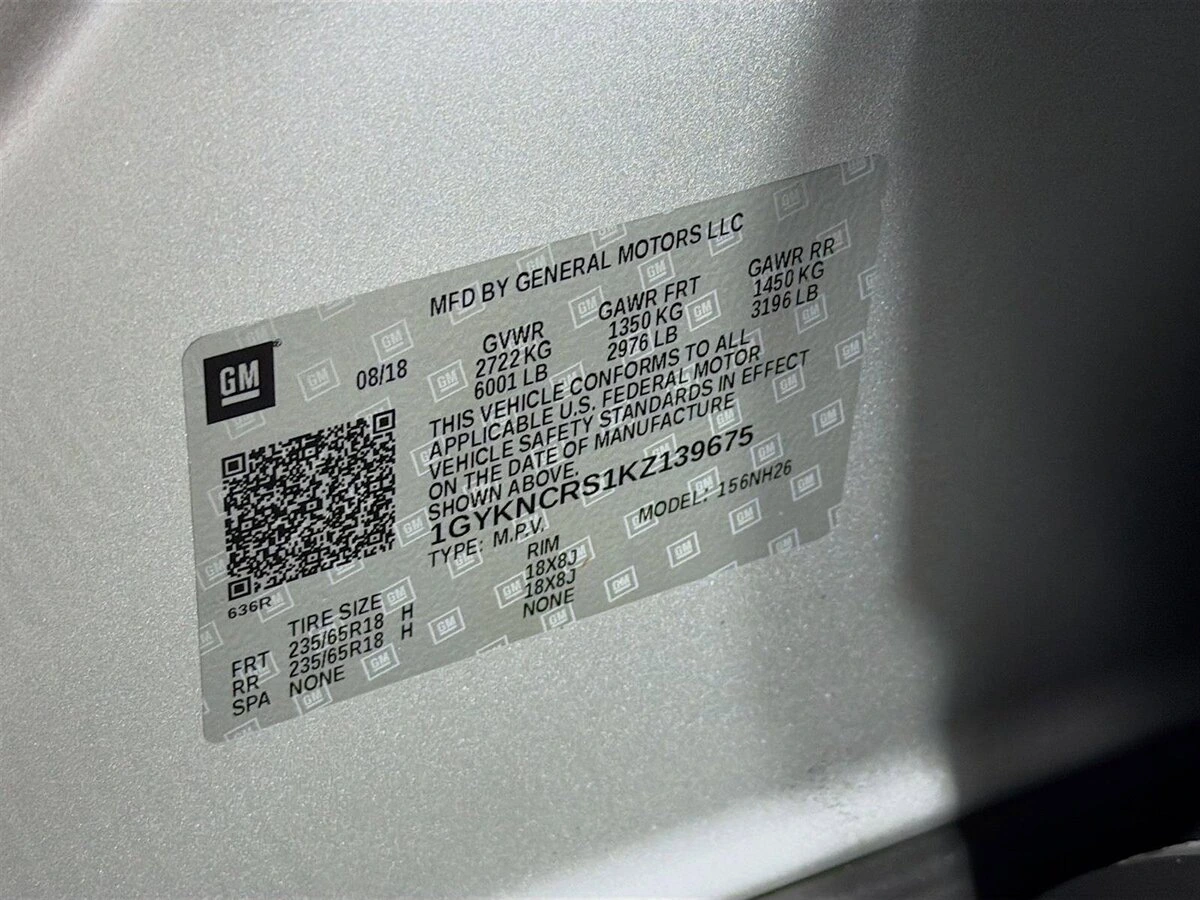 MFD BY GENERAL MOTORS LLC
GM
08/18
GVWR GAWR FRT GAWR RR
2722 KG 1350 KG 1450 KG
6001 LB 2976 LB 3196 LB
THIS VEHICLE CONFORMS TO ALL
APPLICABLE U.S. FEDERAL MOTOR
VEHICLE SAFETY STANDARDS IN EFFECT
ON THE DATE OF MANUFACTURE
SHOWN ABOVE.
1GYKNCRS1KZ139675
TYPE: M.P.V. MODEL: 156NH26
636R
TIRE SIZE RIM
FRT 235/65R18 H 18X8J
RR 235/65R18 H 18X8J
SPA NONE NONE